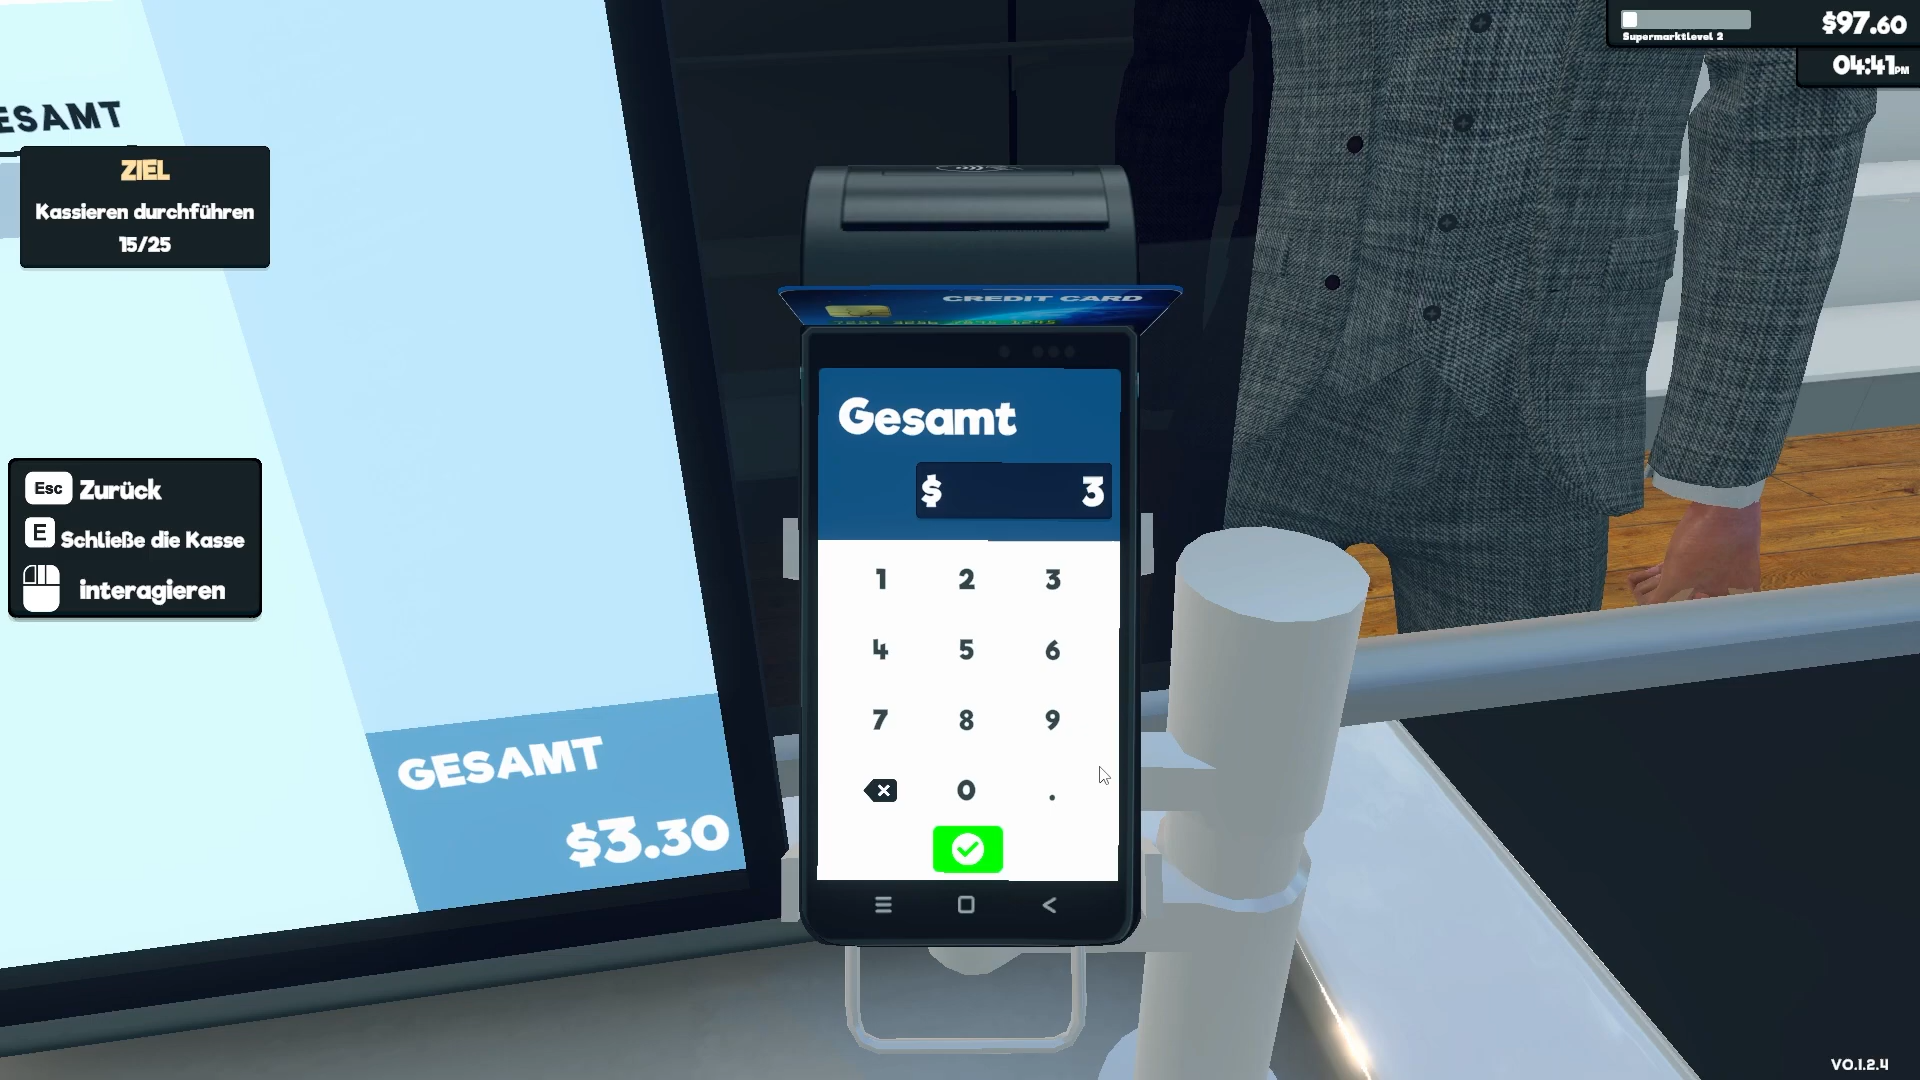 $97.60
Supermarktlevel 2
04:41PM
ESAMT
ZIEL
Kassieren durchführen
15/25
CREDIT CARD
Gesamt
$ 3
Esc Zurück
E Schließe die Kasse
interagieren
1 2 3
4 5 6
7 8 9
0 .
GESAMT
$3.30
V0.1.2.4